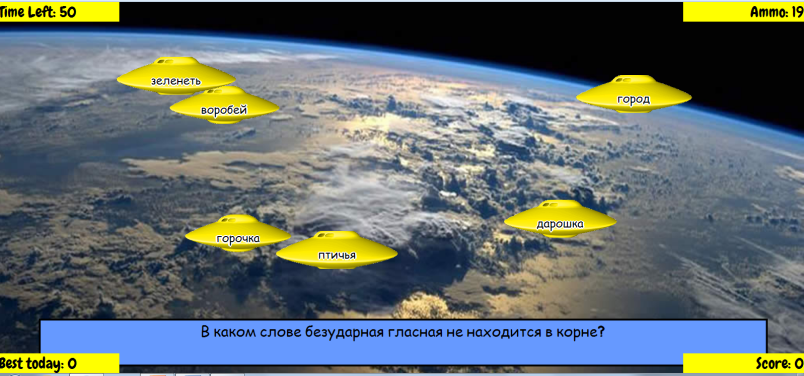 Time Left: 50
Ammo: 19
зеленеть
воробей
город
дарошка
горочка
птичья
В каком слове безударная гласная не находится в корне?
Best today: 0
Score: 0